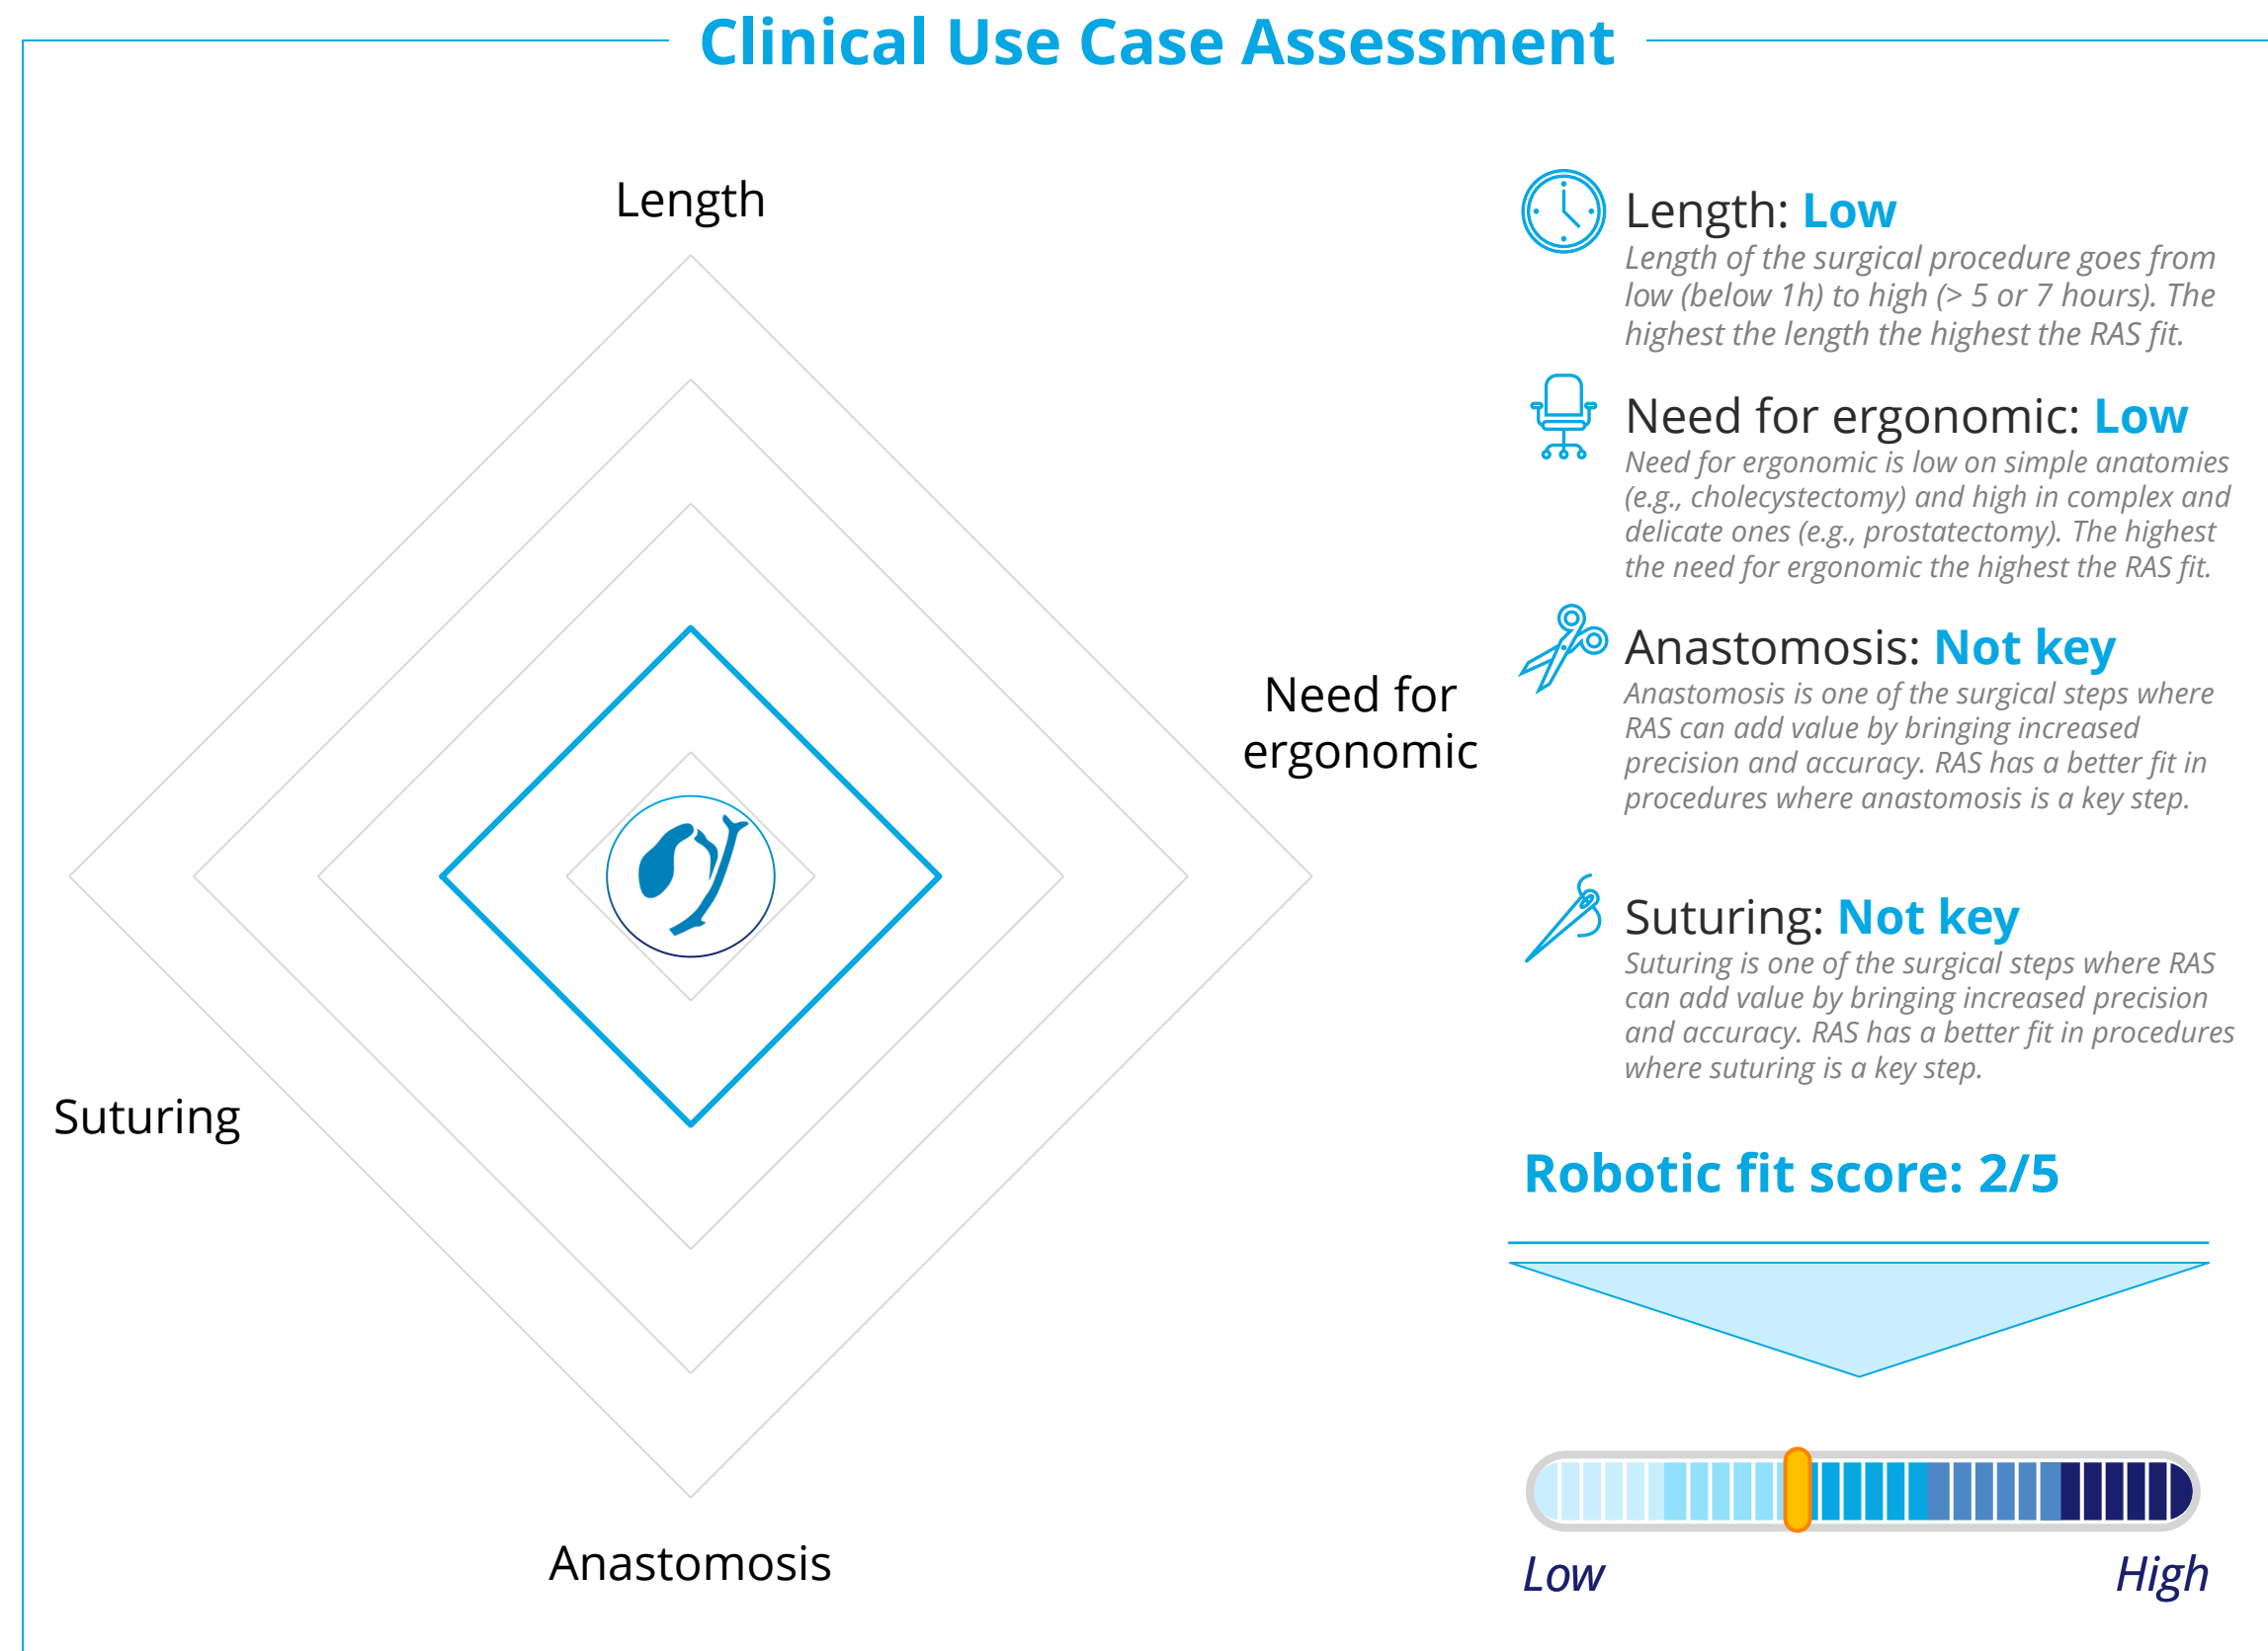 Clinical Use Case Assessment
Length
Need for
ergonomic
Suturing
Anastomosis
Length: Low
Length of the surgical procedure goes from
low (below 1h) to high (> 5 or 7 hours). The
highest the length the highest the RAS fit.
Need for ergonomic: Low
Need for ergonomic is low on simple anatomies
(e.g., cholecystectomy) and high in complex and
delicate ones (e.g., prostatectomy). The highest
the need for ergonomic the highest the RAS fit.
Anastomosis: Not key
Anastomosis is one of the surgical steps where
RAS can add value by bringing increased
precision and accuracy. RAS has a better fit in
procedures where anastomosis is a key step.
Suturing: Not key
Suturing is one of the surgical steps where RAS
can add value by bringing increased precision
and accuracy. RAS has a better fit in procedures
where suturing is a key step.
Robotic fit score: 2/5
Low
High